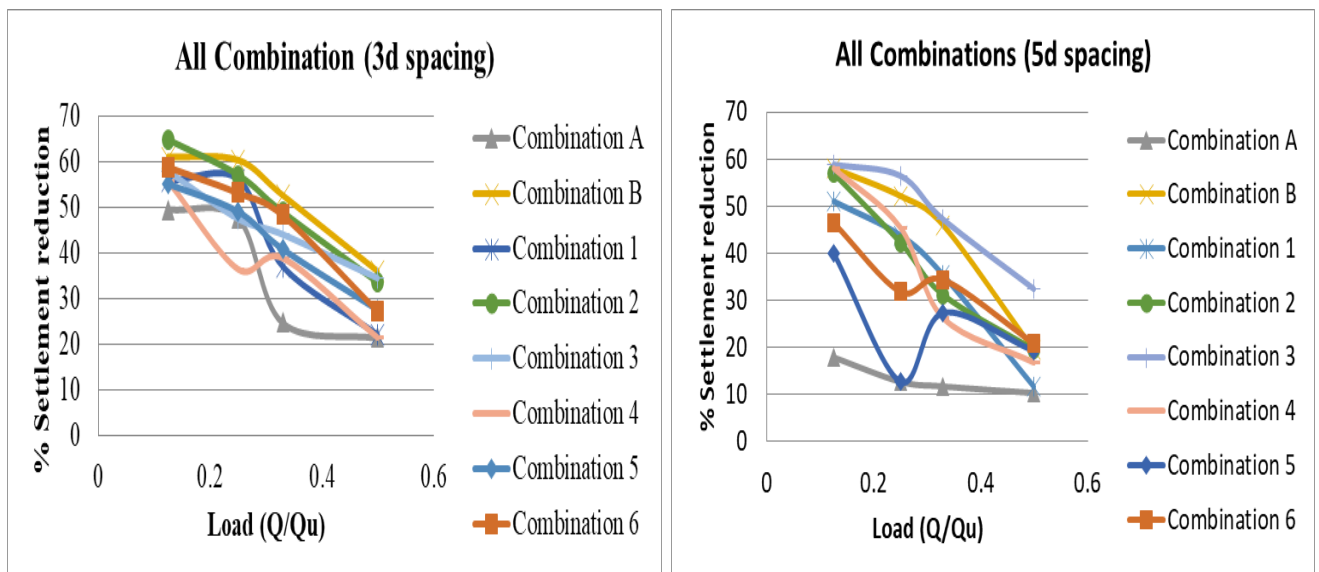 All Combination (3d spacing)
% Settlement reduction
70
60
50
40
30
20
10
0
0
0.2
0.4
0.6
Load (Q/Qu)
Combination A
Combination B
Combination 1
Combination 2
Combination 3
Combination 4
Combination 5
Combination 6
All Combinations (5d spacing)
% Settlement reduction
70
60
50
40
30
20
10
0
0
0.2
0.4
0.6
Load (Q/Qu)
Combination A
Combination B
Combination 1
Combination 2
Combination 3
Combination 4
Combination 5
Combination 6